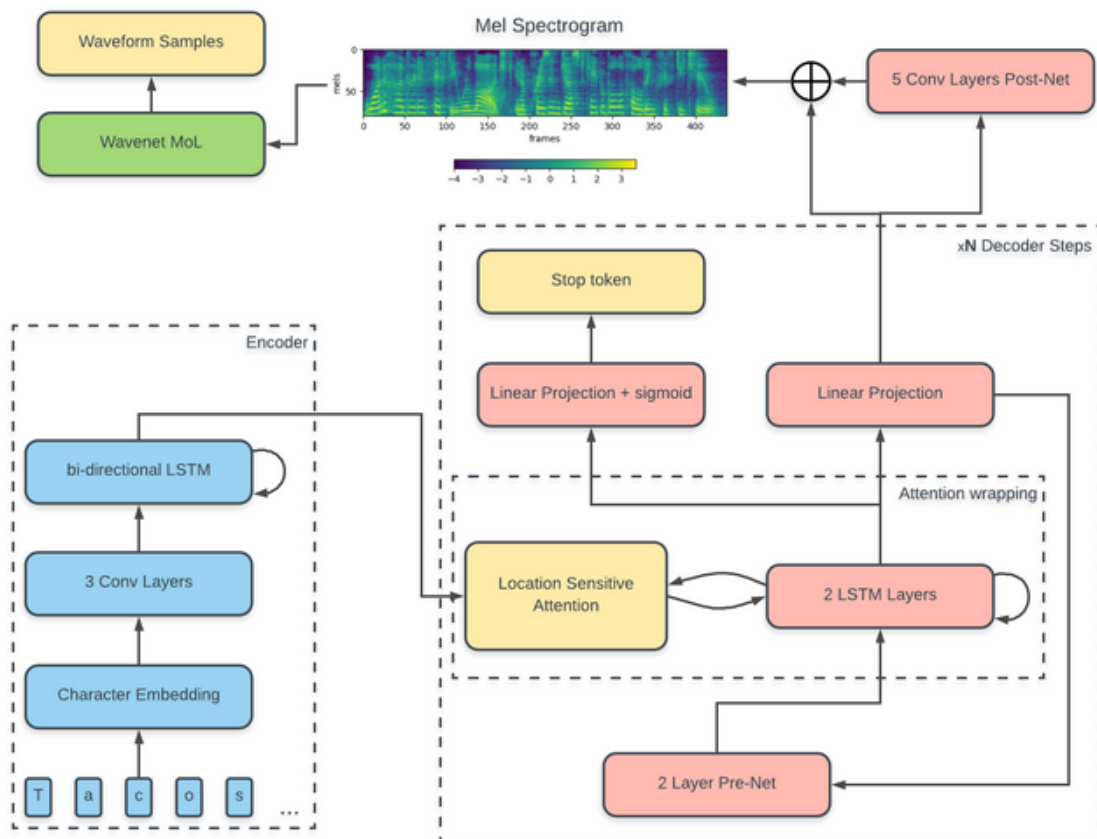 Mel Spectrogram
Waveform Samples
Wavenet MoL
mels
0
50
0 50 100 150 200 250 300 350 400
frames
−4 −3 −2 −1 0 1 2 3
5 Conv Layers Post-Net
xN Decoder Steps
Stop token
Linear Projection + sigmoid
Linear Projection
Attention wrapping
Location Sensitive
Attention
2 LSTM Layers
2 Layer Pre-Net
Encoder
bi-directional LSTM
3 Conv Layers
Character Embedding
T a c o s ...